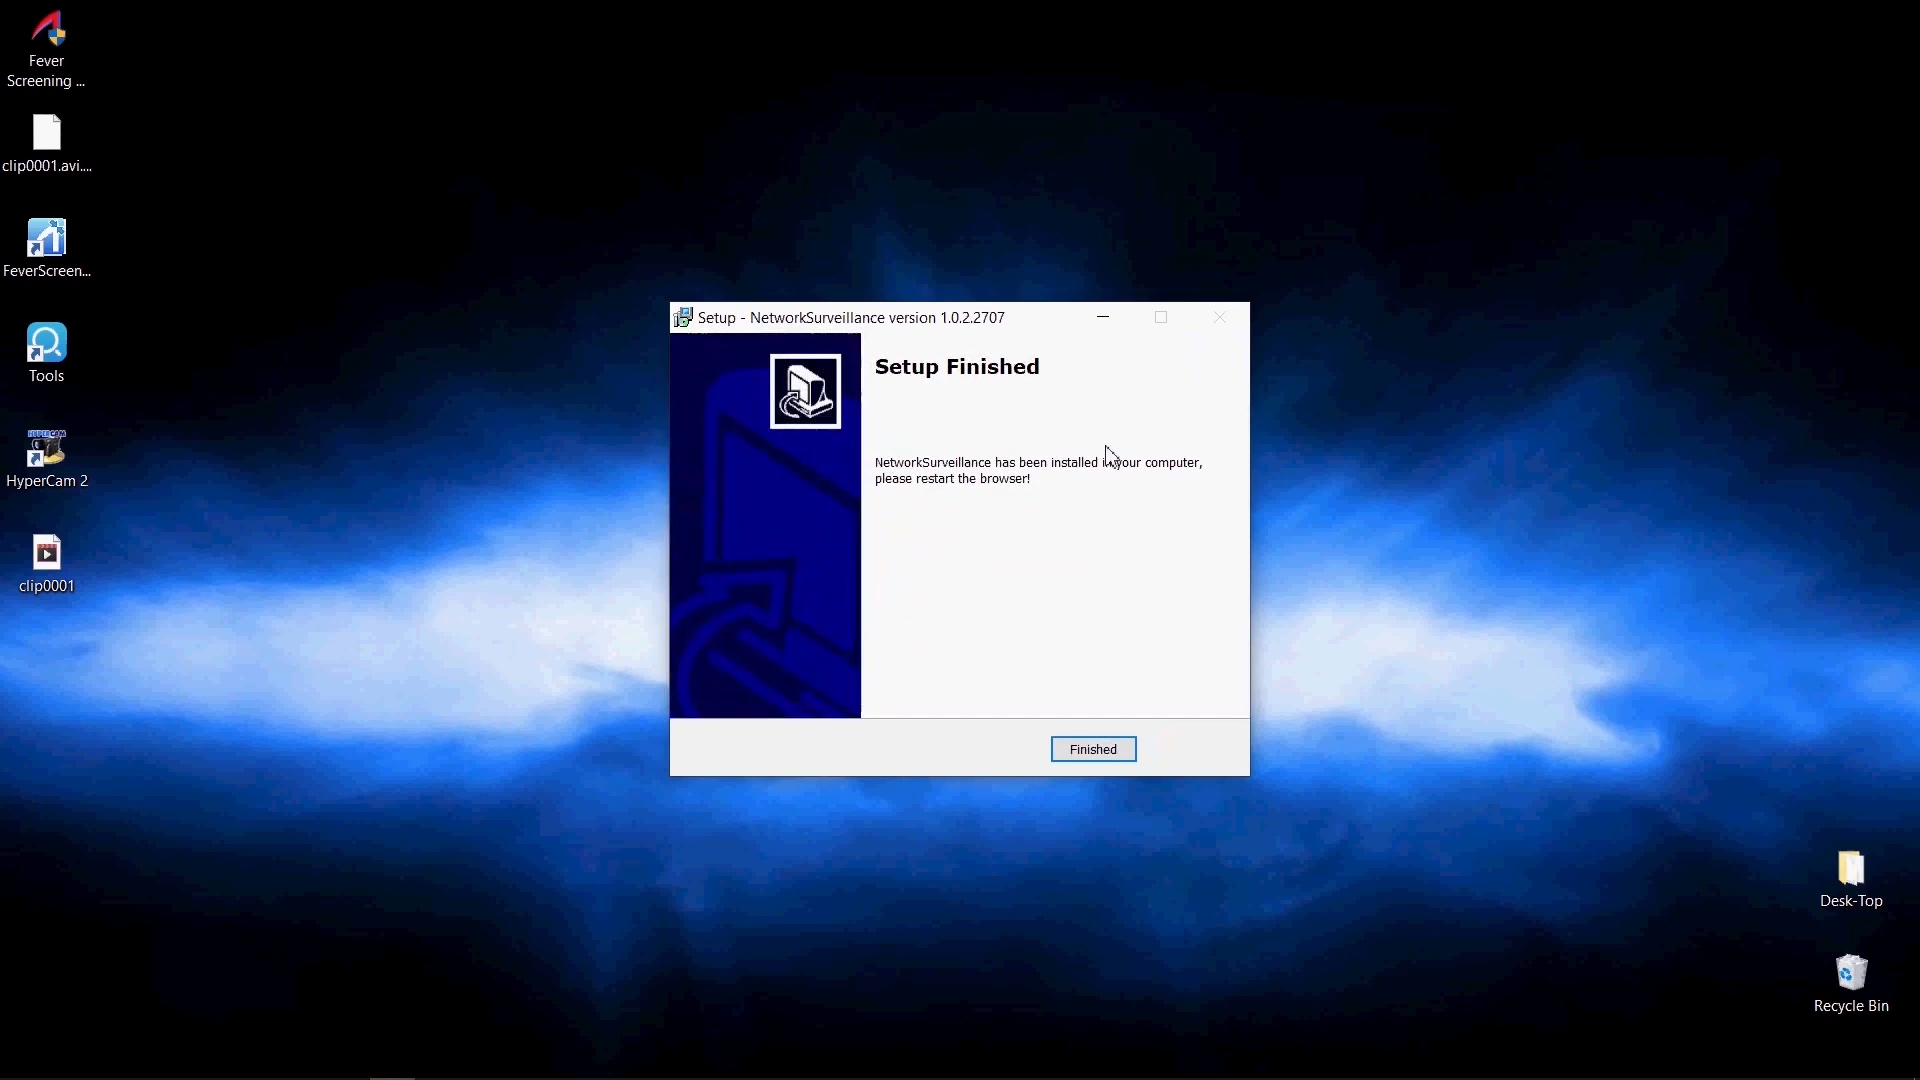 Fever
Screening ...
clip0001.avi....
FeverScreen...
Tools
HYPERCAM
HyperCam 2
clip0001
Setup - NetworkSurveillance version 1.0.2.2707
Setup Finished
NetworkSurveillance has been installed in your computer,
please restart the browser!
Finished
Desk-Top
Recycle Bin